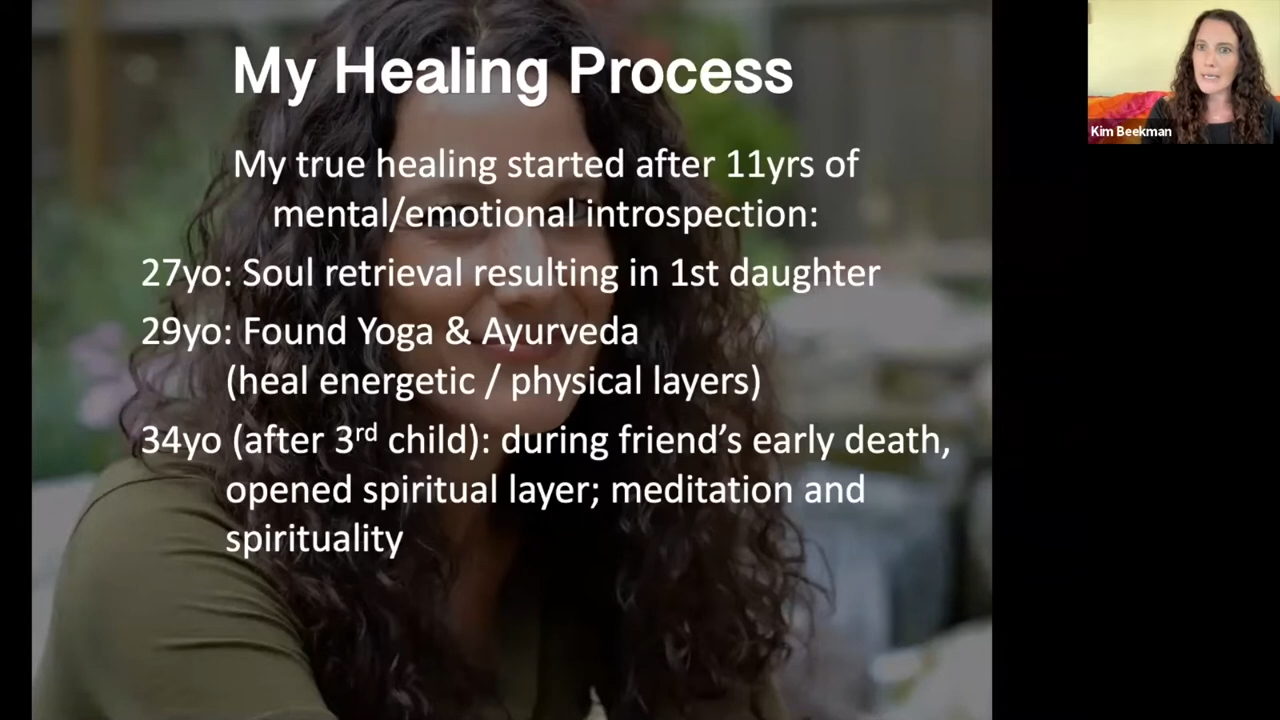 My Healing Process
My true healing started after 11yrs of
mental/emotional introspection:
27yo: Soul retrieval resulting in 1st daughter
29yo: Found Yoga & Ayurveda
(heal energetic / physical layers)
34yo (after 3rd child): during friend’s early death,
opened spiritual layer; meditation and
spirituality
Kim Beekman